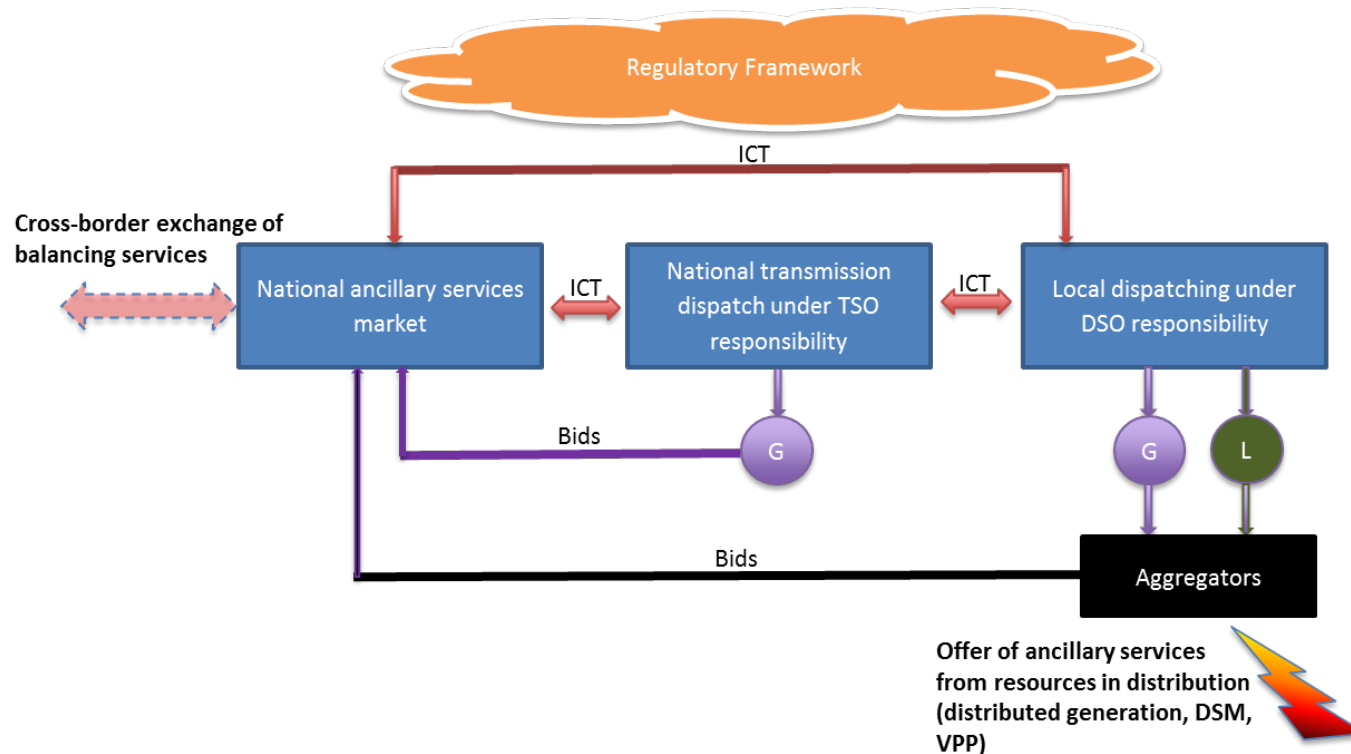 Regulatory Framework
ICT
Cross-border exchange of
balancing services
National ancillary services
market
ICT
National transmission
dispatch under TSO
responsibility
ICT
Local dispatching under
DSO responsibility
Bids
G
G
L
Bids
Aggregators
Offer of ancillary services
from resources in distribution
(distributed generation, DSM,
VPP)